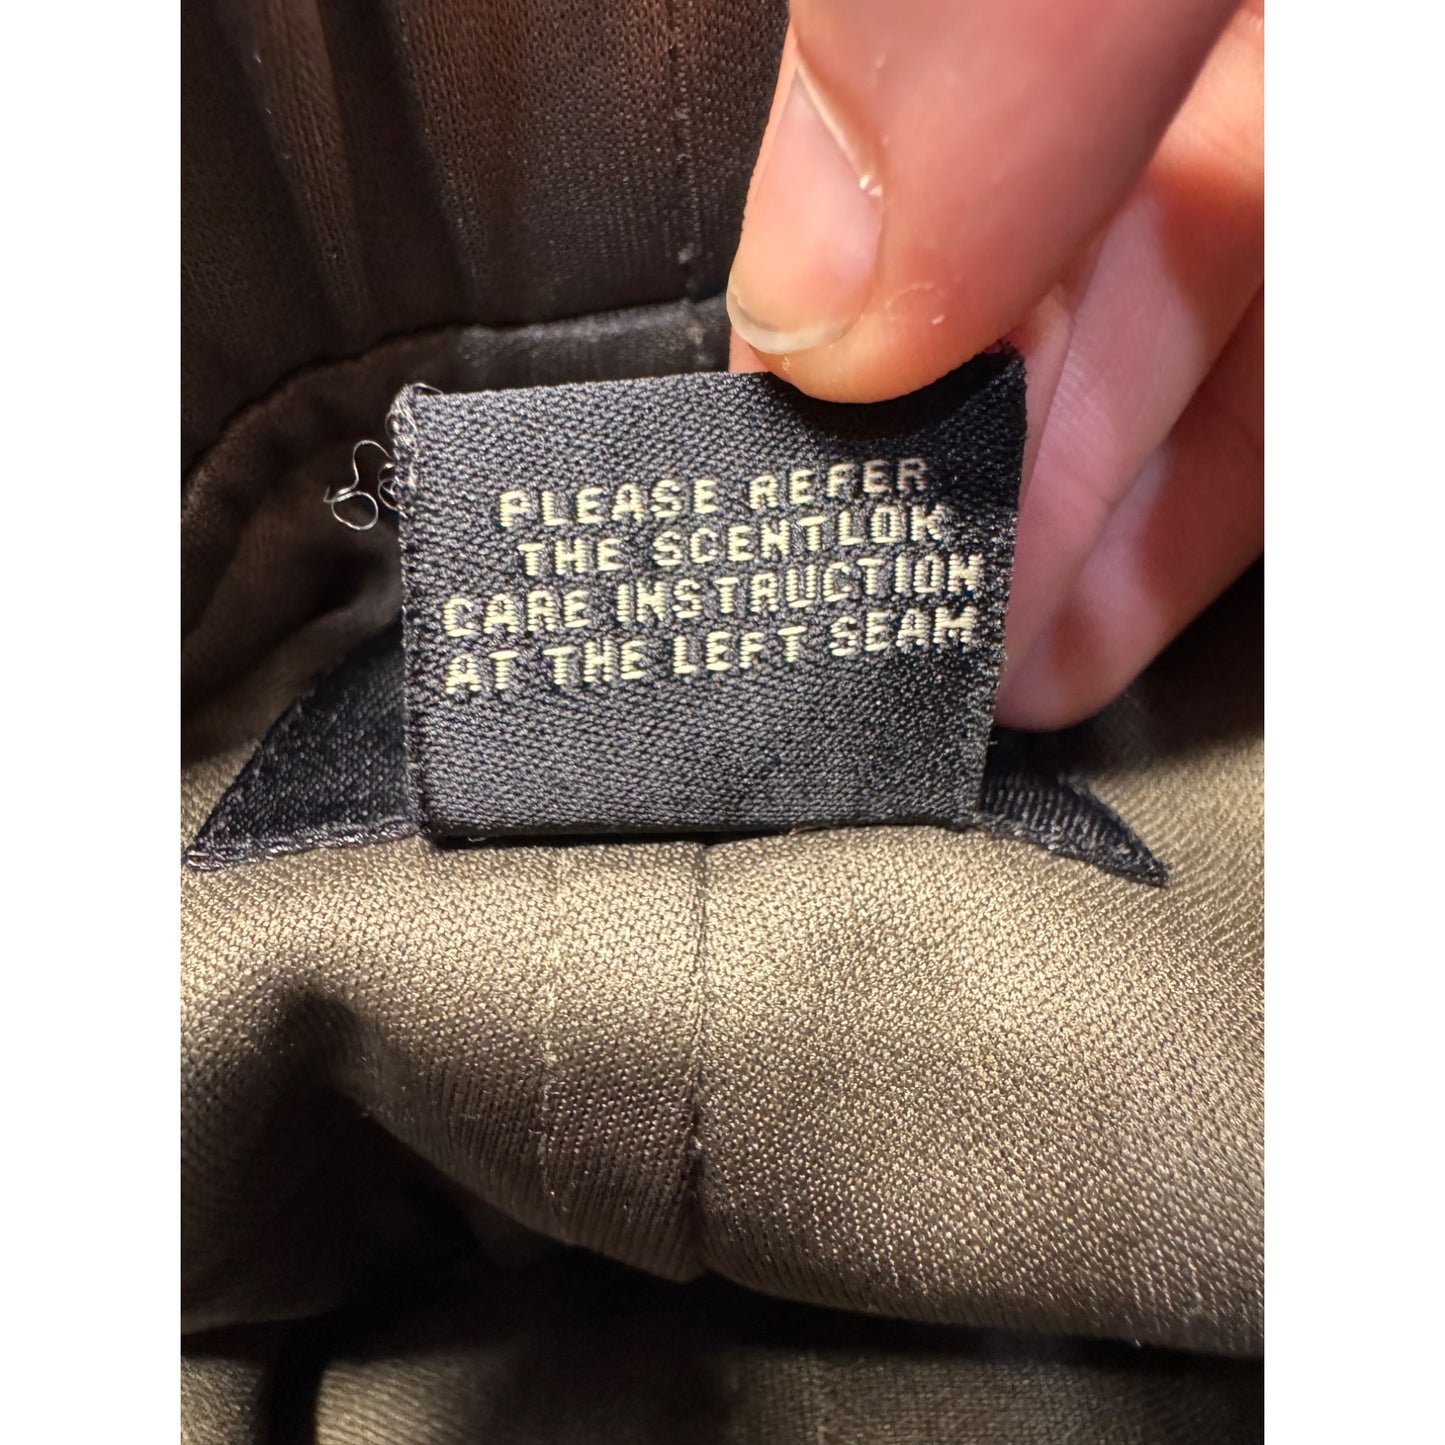 PLEASE REFER
THE SCENTLOK
CARE INSTRUCTION
AT THE LEFT SEAM